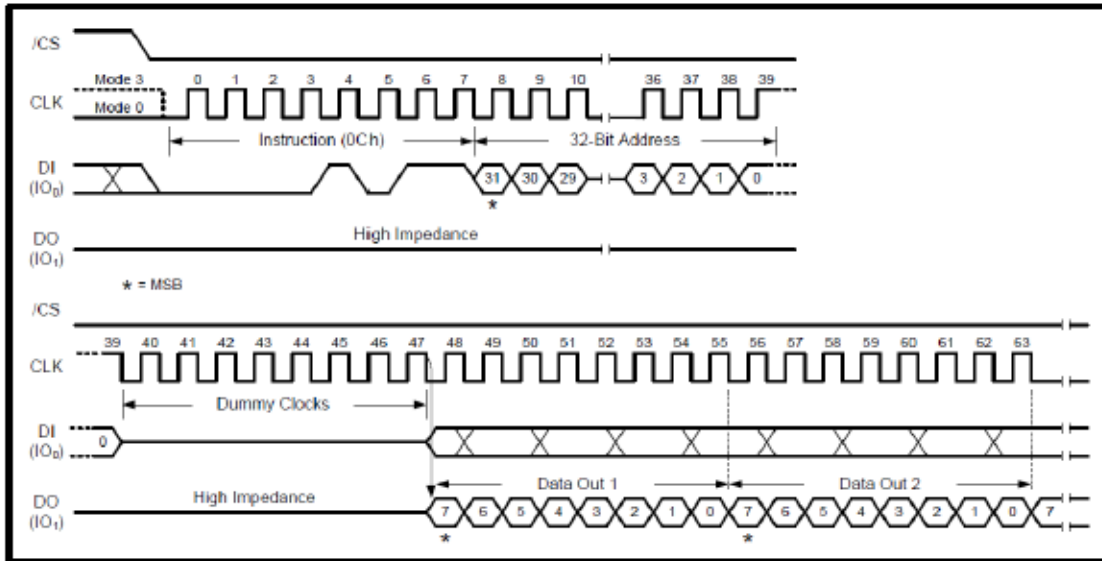 /CS
Mode 3 0 1 2 3 4 5 6 7 8 9 10 36 37 38 39
CLK Mode 0
Instruction (0Ch) 32-Bit Address
DI
(IO0) 31 30 29 3 2 1 0
*
DO High Impedance
(IO1)
* = MSB
/CS
39 40 41 42 43 44 45 46 47 48 49 50 51 52 53 54 55 56 57 58 59 60 61 62 63
CLK
Dummy Clocks
DI 0
(IO0)
High Impedance Data Out 1 Data Out 2
DO
(IO1) 7 6 5 4 3 2 1 0 7 6 5 4 3 2 1 0 7
* *